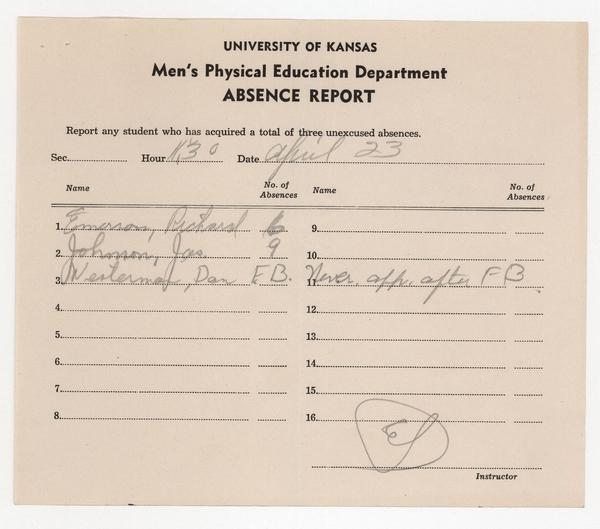 UNIVERSITY OF KANSAS
Men's Physical Education Department
ABSENCE REPORT
Report any student who has acquired a total of three unexcused absences.
Sec. Hour 1:30 Date April 23
Name No. of Absences Name No. of Absences
1. Emerson, Richard 6 9.
2. Johnson, Jas. 9 10.
3. Westerman, Dan F.B. 11. Never. app. after F B
4. 12.
5. 13.
6. 14.
7. 15.
8. 16.
Instructor